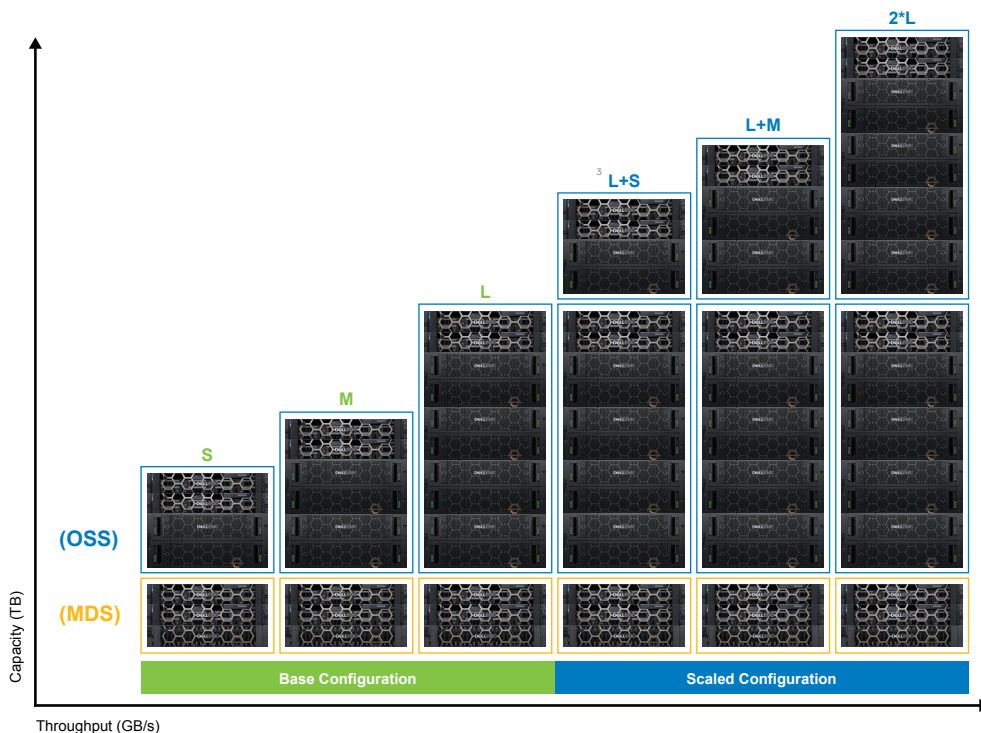 2*L
L+M
3
L+S
L
M
S
(OSS)
(MDS)
Capacity (TB)
Base Configuration
Scaled Configuration
Throughput (GB/s)